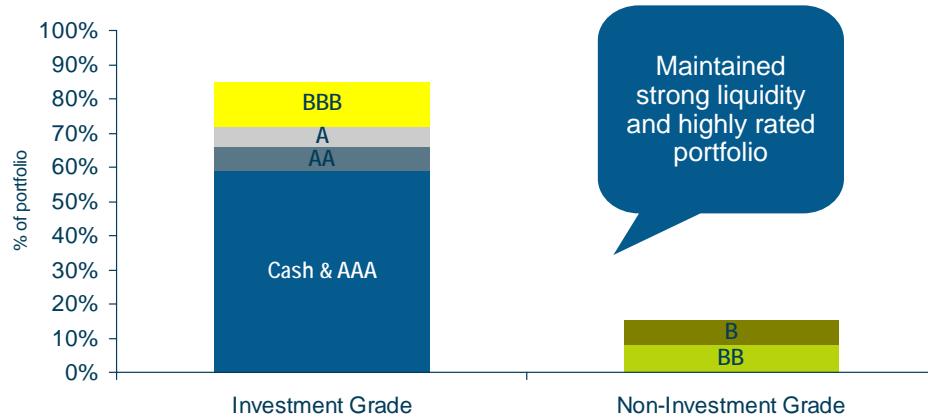 100%
90%
80%
70%
60%
50%
40%
30%
20%
10%
0%
% of portfolio
BBB
A
AA
Cash & AAA
Maintained
strong liquidity
and highly rated
portfolio
B
BB
Investment Grade
Non-Investment Grade